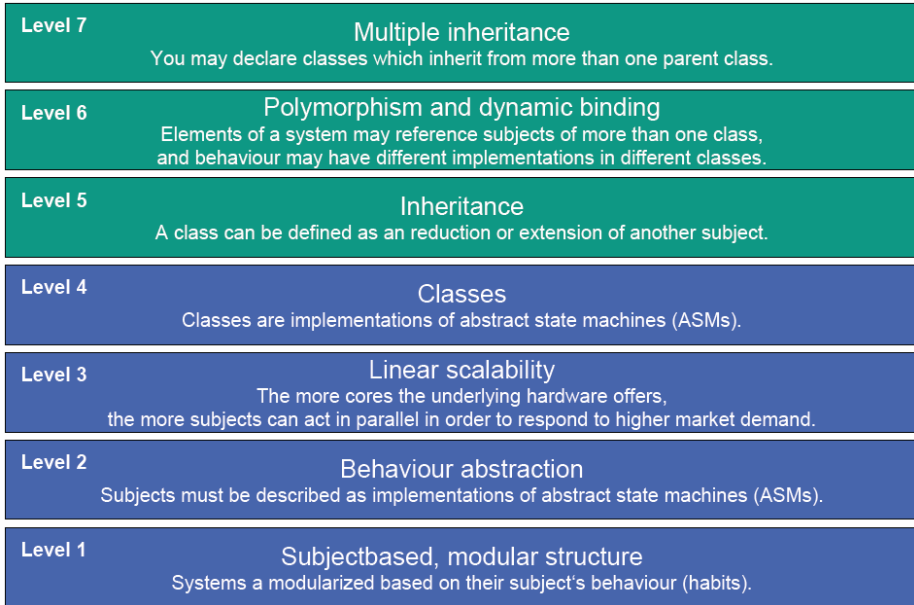 Level 7
Multiple inheritance
You may declare classes which inherit from more than one parent class.
Level 6
Polymorphism and dynamic binding
Elements of a system may reference subjects of more than one class,
and behaviour may have different implementations in different classes.
Level 5
Inheritance
A class can be defined as an reduction or extension of another subject.
Level 4
Classes
Classes are implementations of abstract state machines (ASMs).
Level 3
Linear scalability
The more cores the underlying hardware offers,
the more subjects can act in parallel in order to respond to higher market demand.
Level 2
Behaviour abstraction
Subjects must be described as implementations of abstract state machines (ASMs).
Level 1
Subjectbased, modular structure
Systems a modularized based on their subject‘s behaviour (habits).